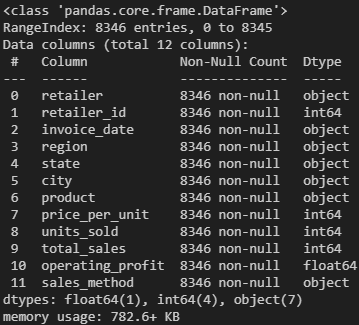 <class 'pandas.core.frame.DataFrame'>
RangeIndex: 8346 entries, 0 to 8345
Data columns (total 12 columns):
 #   Column            Non-Null Count  Dtype
---  ------            --------------  -----
 0   retailer          8346 non-null   object
 1   retailer_id       8346 non-null   int64
 2   invoice_date      8346 non-null   object
 3   region            8346 non-null   object
 4   state             8346 non-null   object
 5   city              8346 non-null   object
 6   product           8346 non-null   object
 7   price_per_unit    8346 non-null   int64
 8   units_sold        8346 non-null   int64
 9   total_sales       8346 non-null   int64
 10  operating_profit  8346 non-null   float64
 11  sales_method      8346 non-null   object
dtypes: float64(1), int64(4), object(7)
memory usage: 782.6+ KB